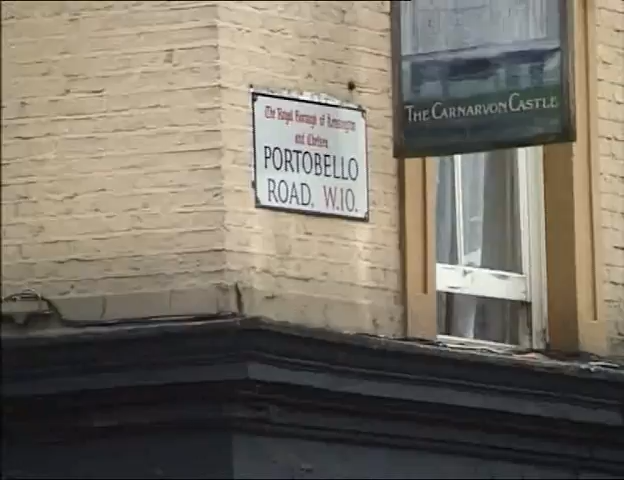 The Royal Borough of Kensington
and Chelsea
PORTOBELLO
ROAD, W.10.
THE CARNARVON CASTLE